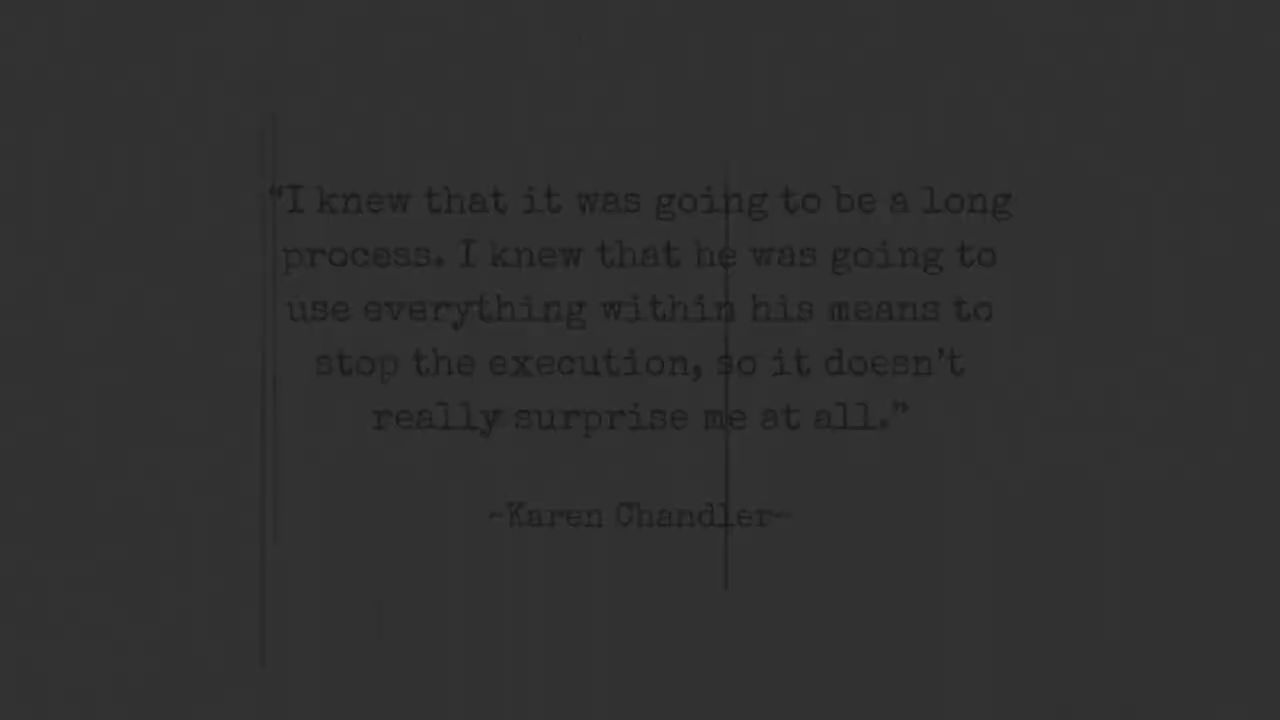 “I knew that it was going to be a long
process. I knew that he was going to
use everything within his means to
stop the execution, so it doesn’t
really surprise me at all.”
-Karen Chandler-